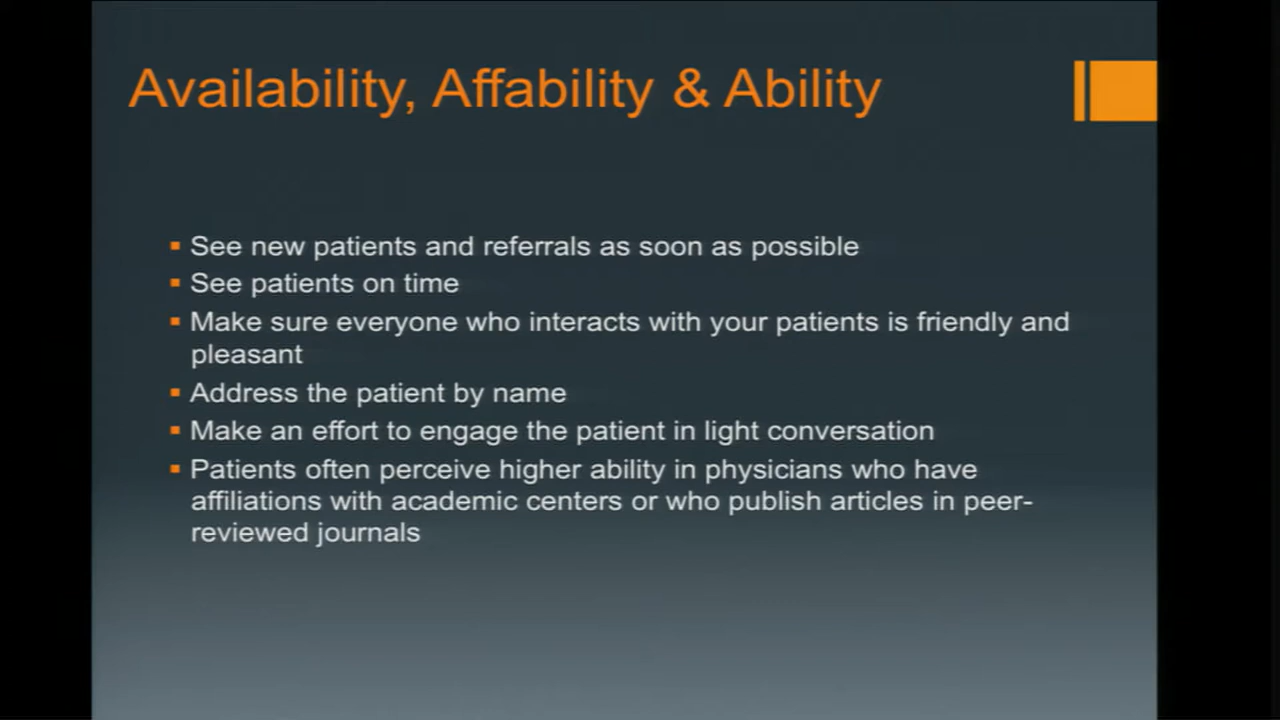 Availability, Affability & Ability
See new patients and referrals as soon as possible
See patients on time
Make sure everyone who interacts with your patients is friendly and
pleasant
Address the patient by name
Make an effort to engage the patient in light conversation
Patients often perceive higher ability in physicians who have
affiliations with academic centers or who publish articles in peer-
reviewed journals